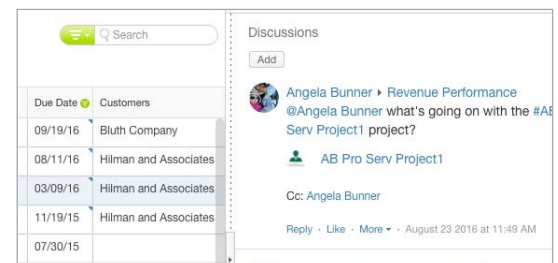 Search
Due Date Customers
09/19/16 Bluth Company
08/11/16 Hilman and Associates
03/09/16 Hilman and Associates
11/19/15 Hilman and Associates
07/30/15
Discussions
Add
Angela Bunner ▸ Revenue Performance
@Angela Bunner what's going on with the #AB
Serv Project1 project?
AB Pro Serv Project1
Cc: Angela Bunner
Reply · Like · More ▾ · August 23 2016 at 11:49 AM